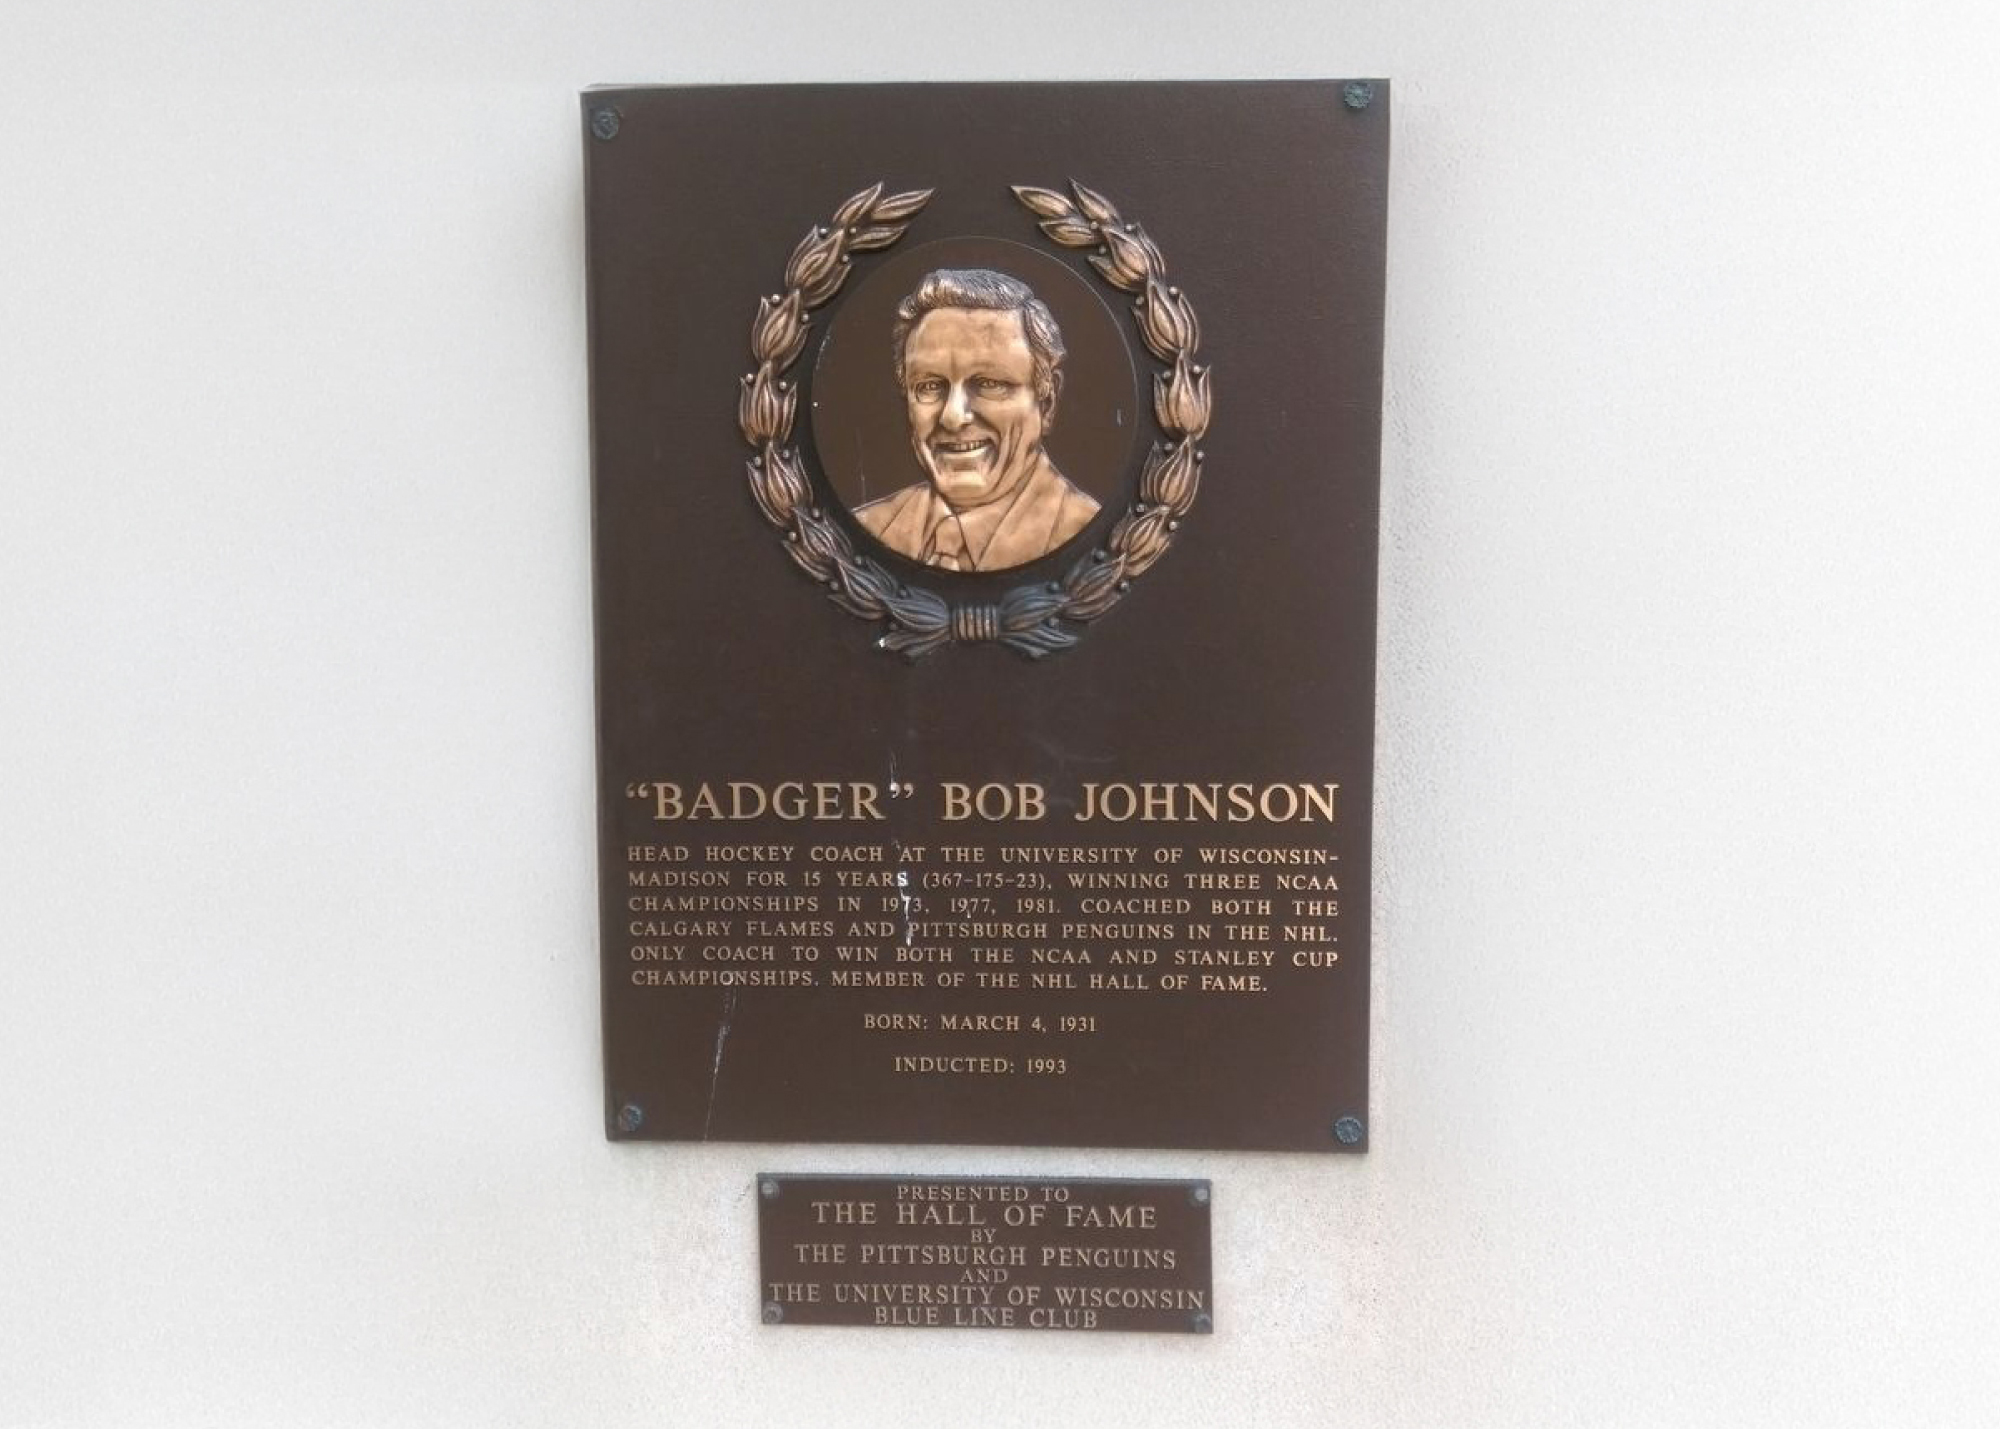 “BADGER” BOB JOHNSON
HEAD HOCKEY COACH AT THE UNIVERSITY OF WISCONSIN-
MADISON FOR 15 YEARS (367-175-23), WINNING THREE NCAA
CHAMPIONSHIPS IN 1973, 1977, 1981. COACHED BOTH THE
CALGARY FLAMES AND PITTSBURGH PENGUINS IN THE NHL.
ONLY COACH TO WIN BOTH THE NCAA AND STANLEY CUP
CHAMPIONSHIPS. MEMBER OF THE NHL HALL OF FAME.
BORN: MARCH 4, 1931
INDUCTED: 1993
PRESENTED TO
THE HALL OF FAME
BY
THE PITTSBURGH PENGUINS
AND
THE UNIVERSITY OF WISCONSIN
BLUE LINE CLUB